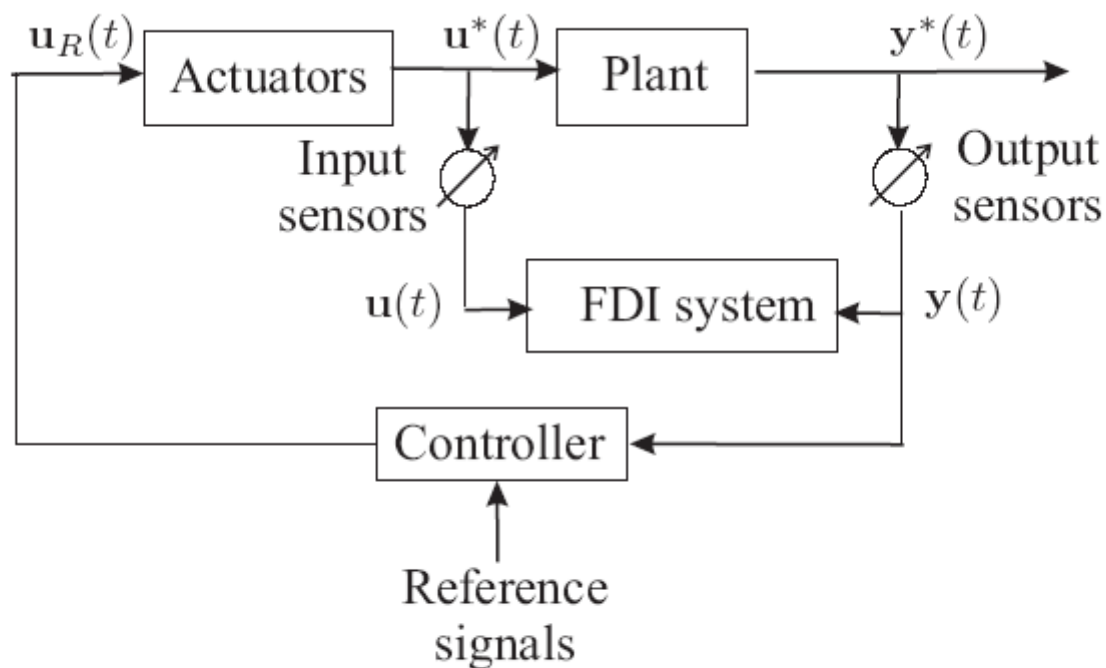 u_R(t)
Actuators
u*(t)
Plant
y*(t)
Input
sensors
Output
sensors
u(t)
FDI system
y(t)
Controller
Reference
signals